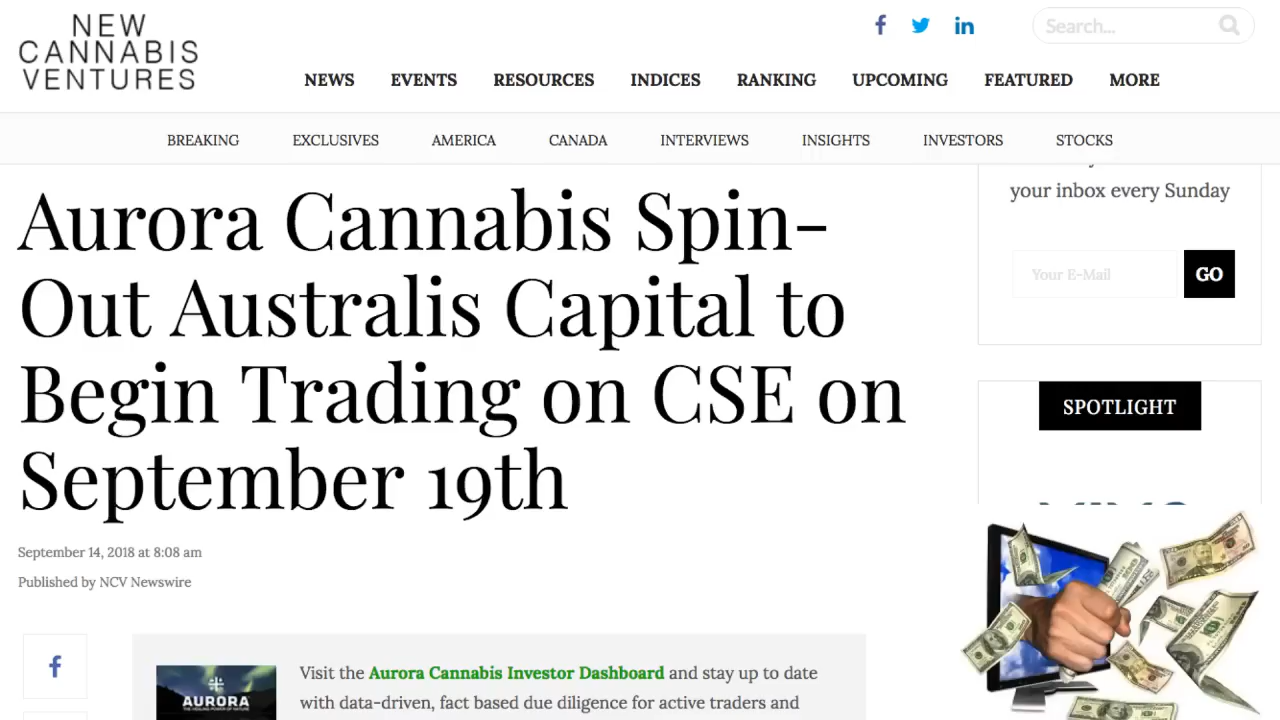 NEW
CANNABIS
VENTURES
Search...
NEWS EVENTS RESOURCES INDICES RANKING UPCOMING FEATURED MORE
BREAKING EXCLUSIVES AMERICA CANADA INTERVIEWS INSIGHTS INVESTORS STOCKS
Aurora Cannabis Spin-
Out Australis Capital to
Begin Trading on CSE on
September 19th
September 14, 2018 at 8:08 am
Published by NCV Newswire
AURORA
Visit the Aurora Cannabis Investor Dashboard and stay up to date
with data-driven, fact based due diligence for active traders and
your inbox every Sunday
Your E-Mail
GO
SPOTLIGHT